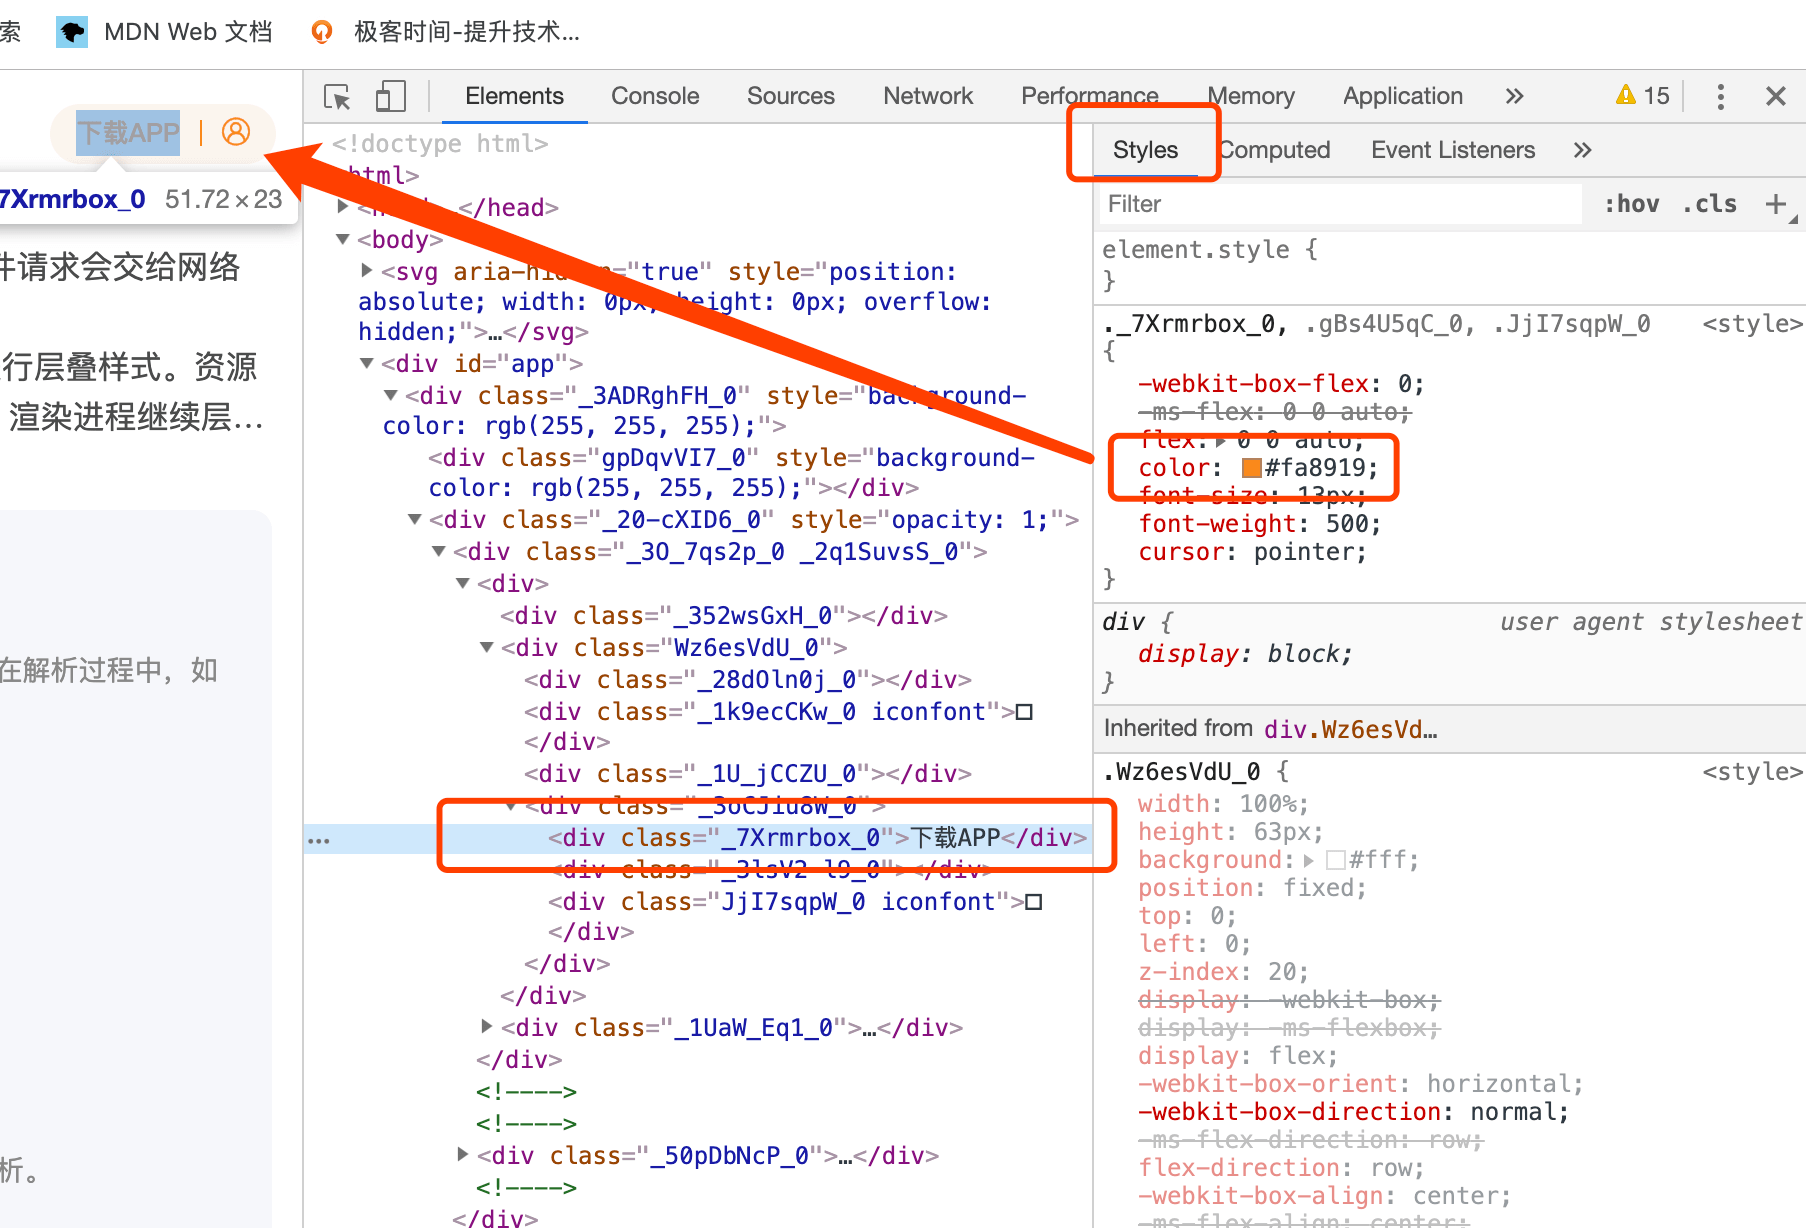 索 MDN Web 文档 极客时间-提升技术...
下载APP
7Xrmrbox_0 51.72 × 23
件请求会交给网络
行层叠样式。资源
渲染进程继续层...
在解析过程中，如
析。
Elements Console Sources Network Performance Memory Application » 15
<!doctype html>
html>
</head>
<body>
<svg aria-hidden="true" style="position:
absolute; width: 0px; height: 0px; overflow:
hidden;">…</svg>
<div id="app">
<div class="_3ADRghFH_0" style="background-
color: rgb(255, 255, 255);">
<div class="gpDqvVI7_0" style="background-
color: rgb(255, 255, 255);"></div>
<div class="_20-cXID6_0" style="opacity: 1;">
<div class="_3O_7qs2p_0 _2q1SuvsS_0">
<div>
<div class="_352wsGxH_0"></div>
<div class="Wz6esVdU_0">
<div class="_28dOln0j_0"></div>
<div class="_1k9ecCKw_0 iconfont">
</div>
<div class="_1U_jCCZU_0"></div>
<div class="_3oCJiu8W_0">
… <div class="_7Xrmrbox_0">下载APP</div>
<div class="_3lsV2-l9_0"></div>
<div class="JjI7sqpW_0 iconfont">
</div>
</div>
</div>
<div class="_1UaW_Eq1_0">…</div>
</div>
<!---->
<!---->
<div class="_50pDbNcP_0">…</div>
<!---->
</div>
Styles Computed Event Listeners »
Filter :hov .cls +
element.style {
}
._7Xrmrbox_0, .gBs4U5qC_0, .JjI7sqpW_0 <style>
{
-webkit-box-flex: 0;
-ms-flex: 0 0 auto;
flex: 0 0 auto;
color: #fa8919;
font-size: 13px;
font-weight: 500;
cursor: pointer;
}
div { user agent stylesheet
display: block;
}
Inherited from div.Wz6esVd…
.Wz6esVdU_0 { <style>
width: 100%;
height: 63px;
background: #fff;
position: fixed;
top: 0;
left: 0;
z-index: 20;
display: -webkit-box;
display: -ms-flexbox;
display: flex;
-webkit-box-orient: horizontal;
-webkit-box-direction: normal;
-ms-flex-direction: row;
flex-direction: row;
-webkit-box-align: center;
-ms-flex-align: center;